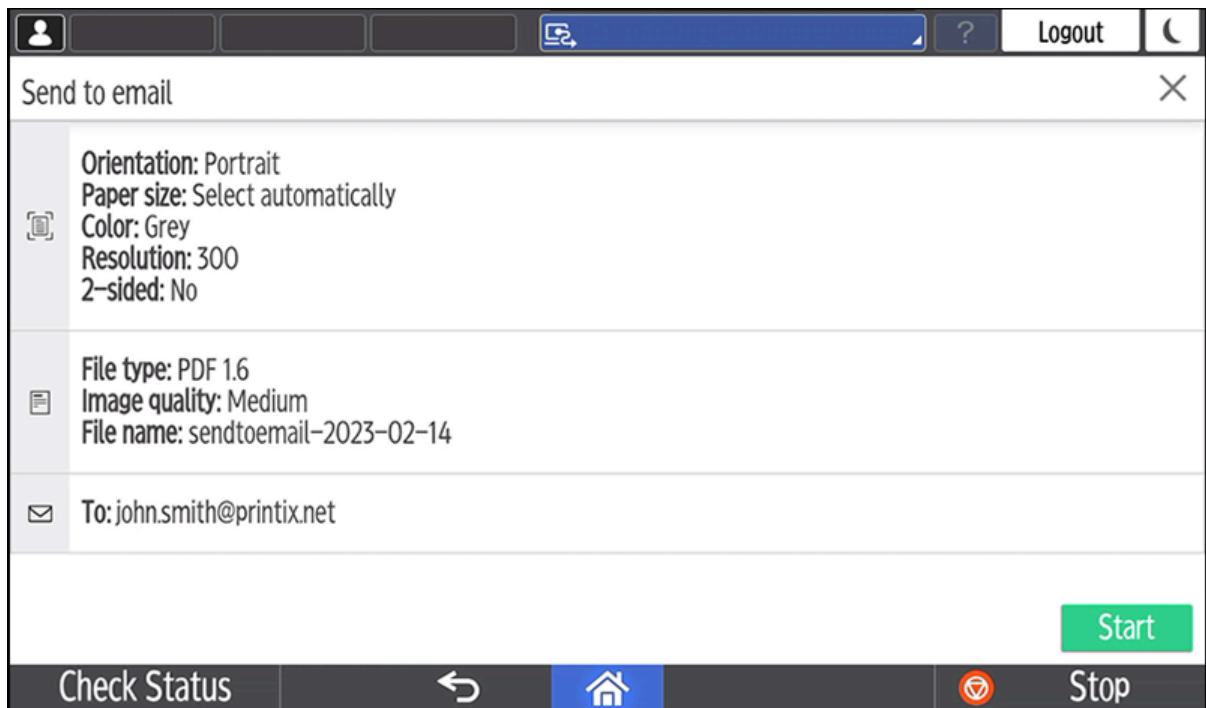 ? Logout
Send to email
Orientation: Portrait
Paper size: Select automatically
Color: Grey
Resolution: 300
2-sided: No
File type: PDF 1.6
Image quality: Medium
File name: sendtoemail-2023-02-14
To: john.smith@printix.net
Start
Check Status Stop